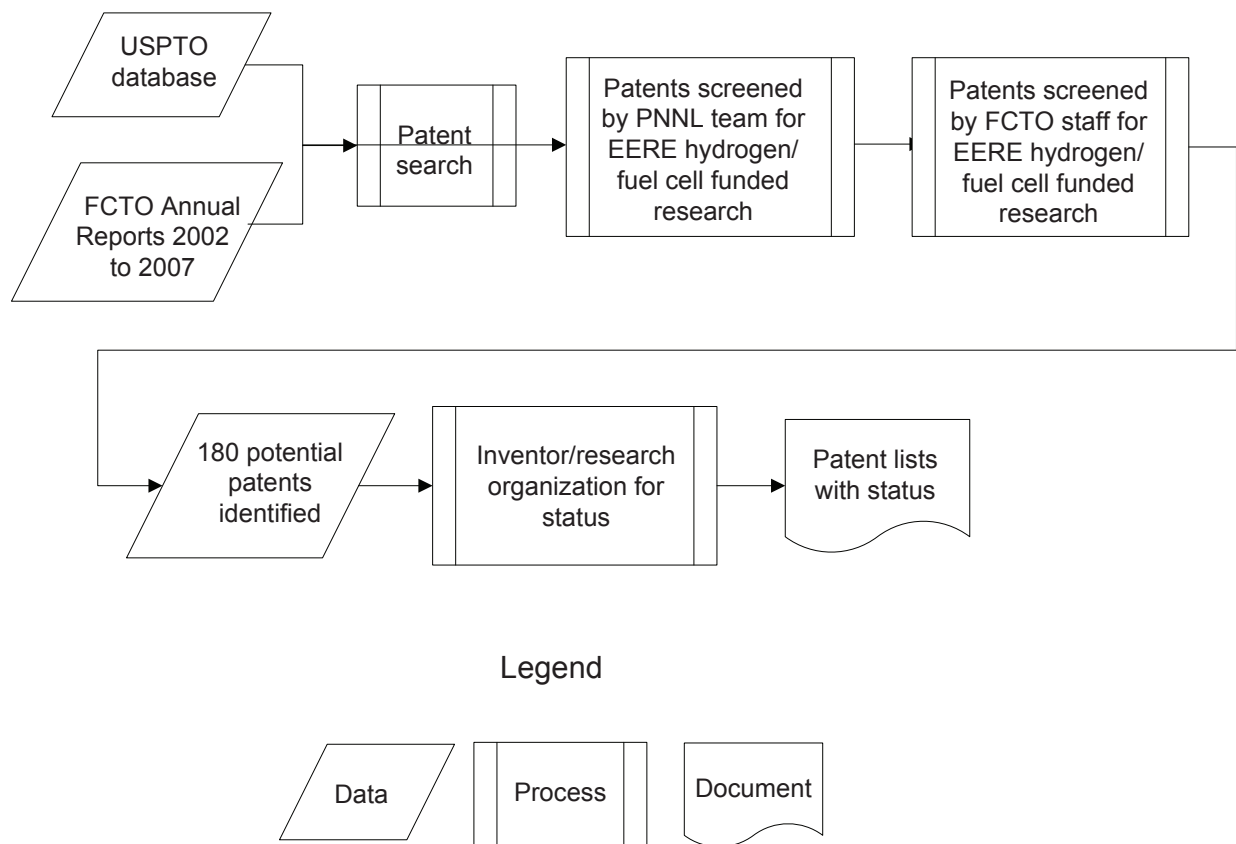 USPTO
database
FCTO Annual
Reports 2002
to 2007
Patent
search
Patents screened
by PNNL team for
EERE hydrogen/
fuel cell funded
research
Patents screened
by FCTO staff for
EERE hydrogen/
fuel cell funded
research
180 potential
patents
identified
Inventor/research
organization for
status
Patent lists
with status
Legend
Data
Process
Document